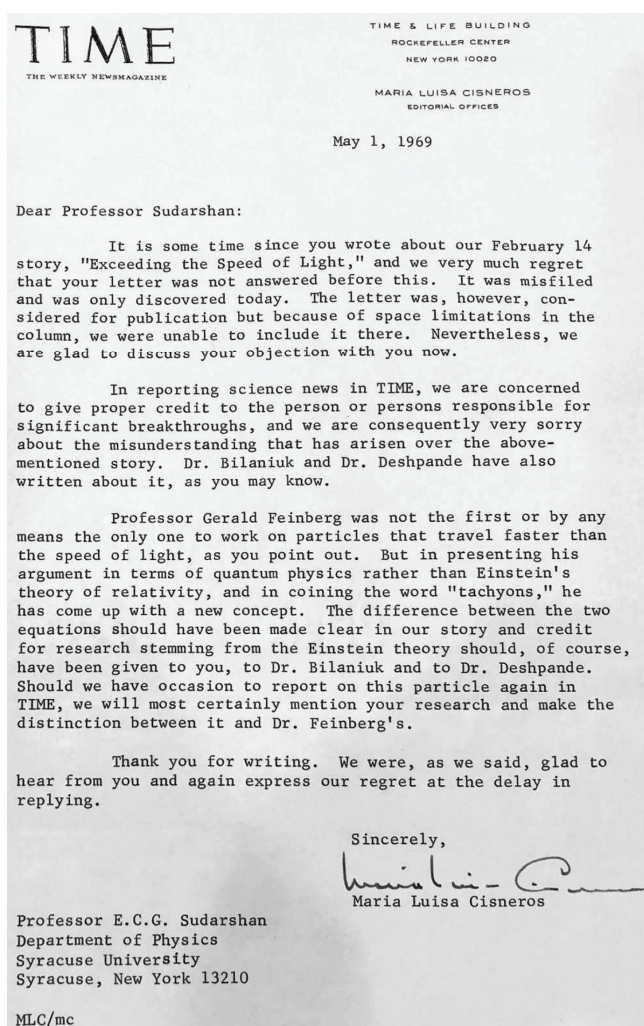 TIME
THE WEEKLY NEWSMAGAZINE
TIME & LIFE BUILDING
ROCKEFELLER CENTER
NEW YORK 10020
MARIA LUISA CISNEROS
EDITORIAL OFFICES
May 1, 1969
Dear Professor Sudarshan:
It is some time since you wrote about our February 14
story, "Exceeding the Speed of Light," and we very much regret
that your letter was not answered before this. It was misfiled
and was only discovered today. The letter was, however, con-
sidered for publication but because of space limitations in the
column, we were unable to include it there. Nevertheless, we
are glad to discuss your objection with you now.
In reporting science news in TIME, we are concerned
to give proper credit to the person or persons responsible for
significant breakthroughs, and we are consequently very sorry
about the misunderstanding that has arisen over the above-
mentioned story. Dr. Bilaniuk and Dr. Deshpande have also
written about it, as you may know.
Professor Gerald Feinberg was not the first or by any
means the only one to work on particles that travel faster than
the speed of light, as you point out. But in presenting his
argument in terms of quantum physics rather than Einstein's
theory of relativity, and in coining the word "tachyons," he
has come up with a new concept. The difference between the two
equations should have been made clear in our story and credit
for research stemming from the Einstein theory should, of course,
have been given to you, to Dr. Bilaniuk and to Dr. Deshpande.
Should we have occasion to report on this particle again in
TIME, we will most certainly mention your research and make the
distinction between it and Dr. Feinberg's.
Thank you for writing. We were, as we said, glad to
hear from you and again express our regret at the delay in
replying.
Sincerely,
Maria Luisa Cisneros
Professor E.C.G. Sudarshan
Department of Physics
Syracuse University
Syracuse, New York 13210
MLC/mc